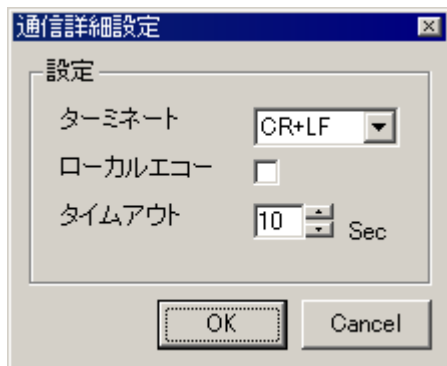 通信詳細設定
設定
ターミネート CR+LF
ローカルエコー
タイムアウト 10 Sec
OK Cancel